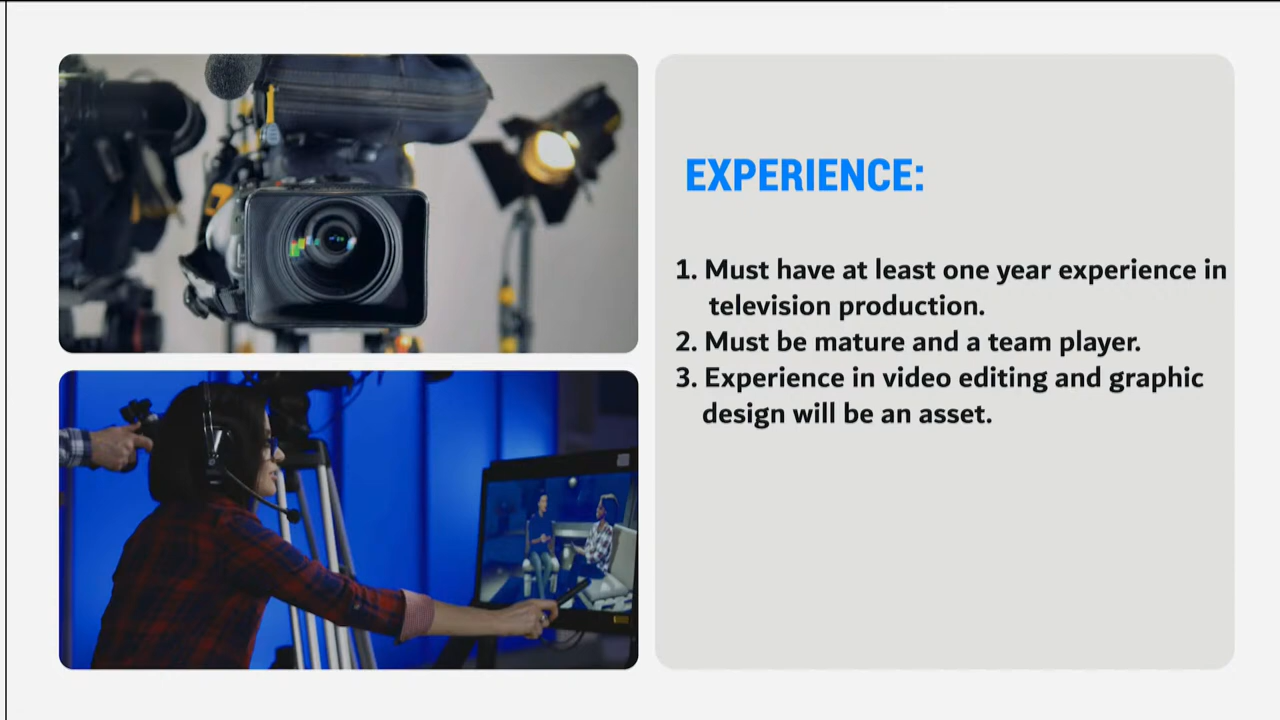 EXPERIENCE:
1. Must have at least one year experience in
television production.
2. Must be mature and a team player.
3. Experience in video editing and graphic
design will be an asset.